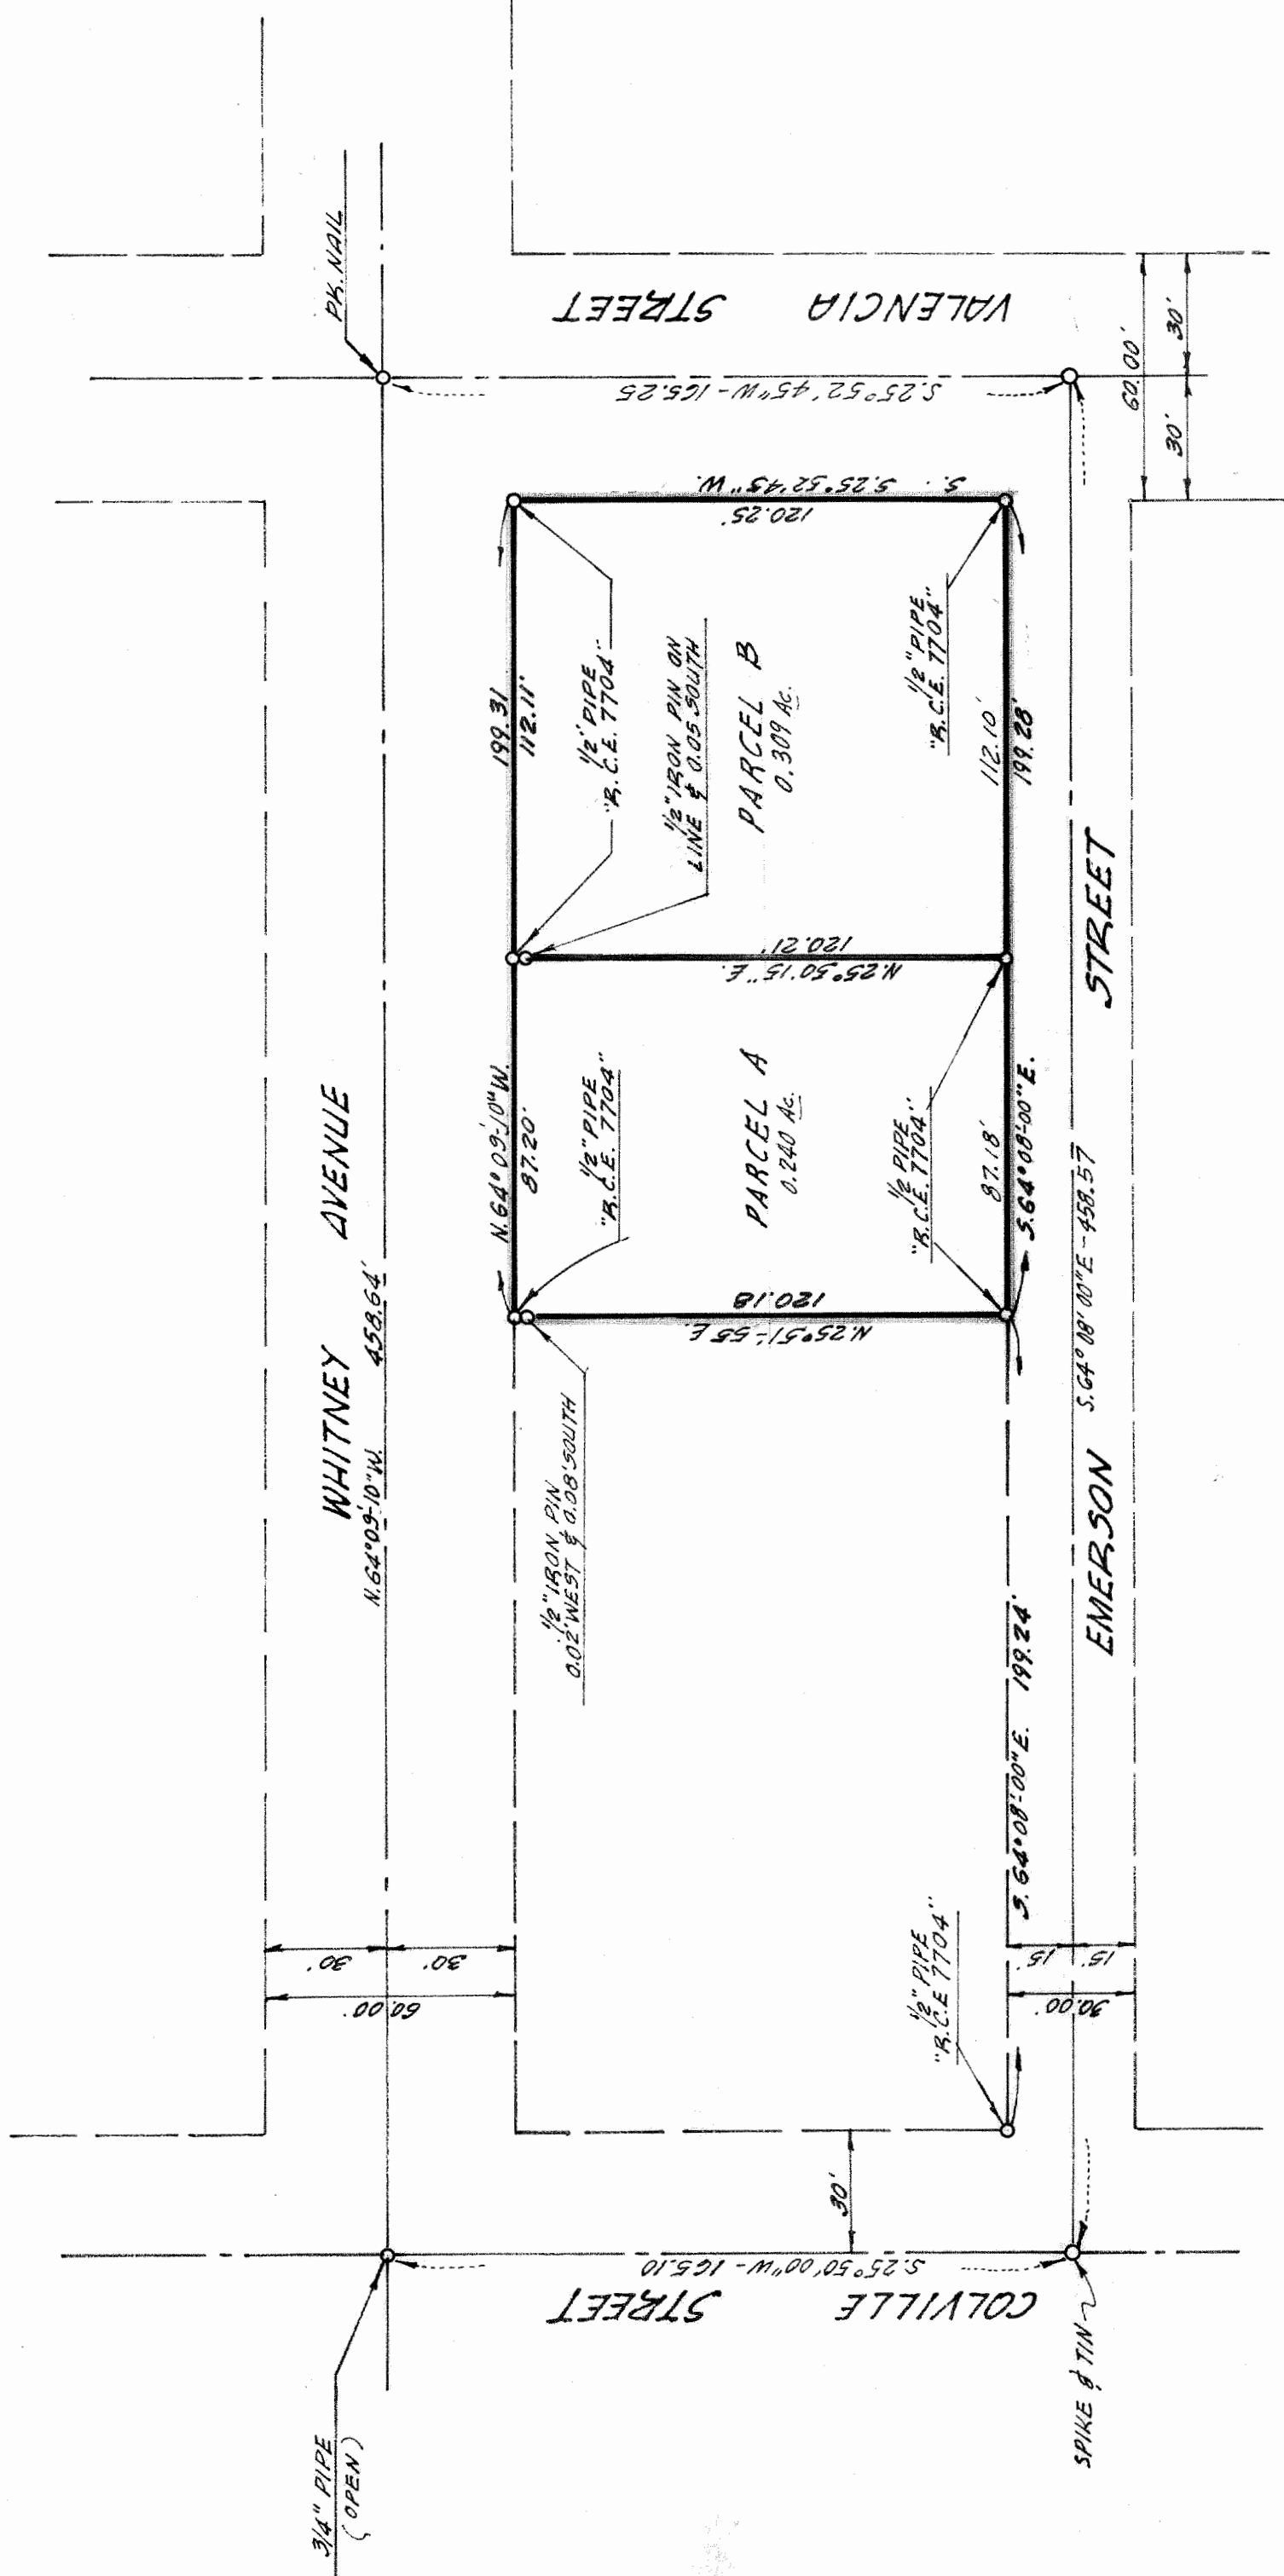 3/4" PIPE
(OPEN)
WHITNEY AVENUE
N.64°09'-10"W. 458.64'
PK. NAIL
30'
30'
60.00'
1/2" IRON PIN
0.02' WEST & 0.08' SOUTH
N.64°09'-10"W.
87.20'
199.31
112.11'
1/2" PIPE
"R.C.E. 7704"
1/2" PIPE
"R.C.E. 7704"
1/2" IRON PIN ON
LINE & 0.05 SOUTH
N.25°51'-55 E.
120.18
PARCEL A
0.240 Ac.
N.25°50'15" E.
120.21'
PARCEL B
0.309 Ac.
S. . S.25°52'45" W.
120.25'
1/2" PIPE
"R.C.E. 7704"
1/2" PIPE
"R.C.E. 7704"
1/2" PIPE
"R.C.E 7704"
87.18'
S.64°08'-00"E.
112.10'
199.28'
S.64°08'-00"E. 199.24'
COLVILLE STREET
S.25°50'00"W - 165.10
30'
VALENCIA STREET
S.25°52'45"W - 165.25
15'
15'
30.00'
EMERSON STREET
S.64°08'00"E - 458.57
SPIKE & TIN
30'
30'
60.00'